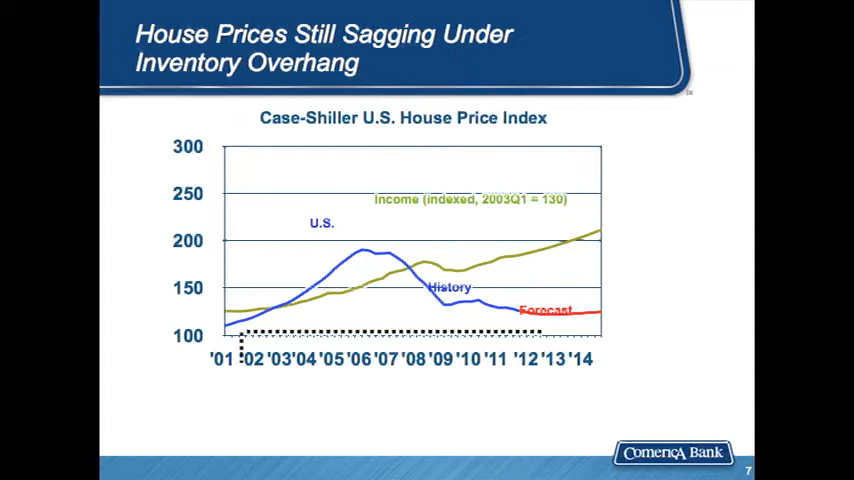 House Prices Still Sagging Under
Inventory Overhang
Case-Shiller U.S. House Price Index
300
250
Income (indexed, 2003Q1 = 130)
U.S.
200
150
History
Forecast
100
'01 '02 '03 '04 '05 '06 '07 '08 '09 '10 '11 '12 '13 '14
Comerica Bank
7